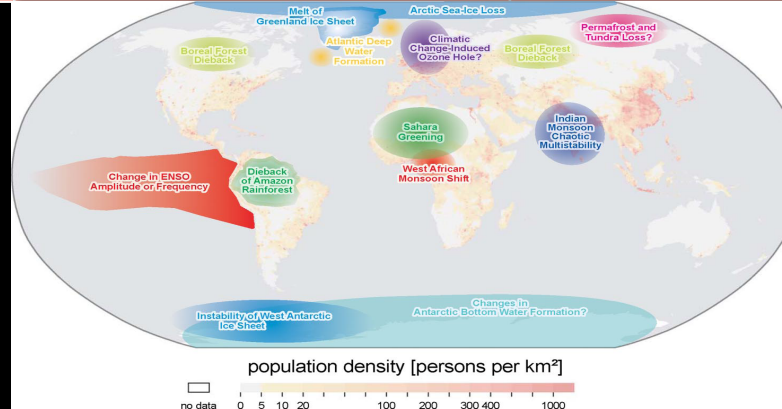 Melt of
Greenland Ice Sheet
Arctic Sea-Ice Loss
Atlantic Deep
Water
Formation
Climatic
Change-Induced
Ozone Hole?
Permafrost and
Tundra Loss?
Boreal Forest
Dieback
Boreal Forest
Dieback
Sahara
Greening
Indian
Monsoon
Chaotic
Multistability
West African
Monsoon Shift
Change in ENSO
Amplitude or Frequency
Dieback
of Amazon
Rainforest
Instability of West Antarctic
Ice Sheet
Changes in
Antarctic Bottom Water Formation?
population density [persons per km²]
no data 0 5 10 20 100 200 300 400 1000